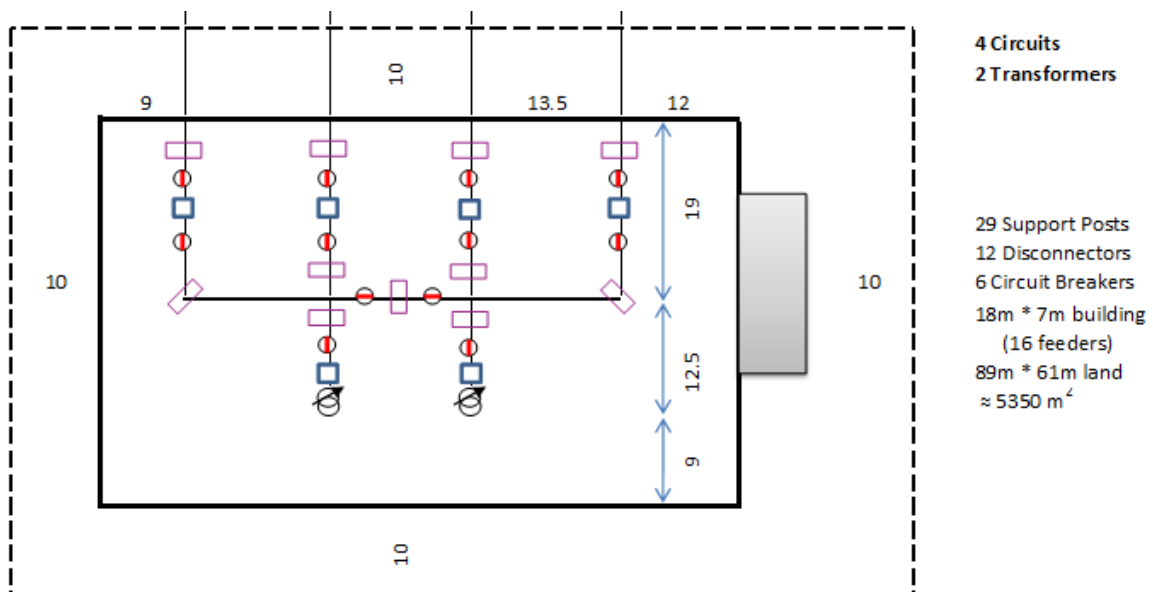 4 Circuits
2 Transformers
10
9
13.5
12
19
29 Support Posts
12 Disconnectors
6 Circuit Breakers
18m * 7m building
(16 feeders)
89m * 61m land
≈ 5350 m²
10
10
12.5
9
10